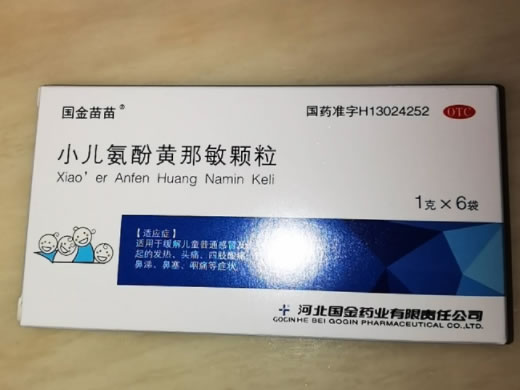 国金苗苗®
国药准字H13024252
OTC
小儿氨酚黄那敏颗粒
Xiao' er Anfen Huang Namin Keli
1克×6袋
【适应症】
适用于缓解儿童普通感冒及
起的发热、头痛、四肢酸痛
鼻涕、鼻塞、咽痛等症状。
河北国金药业有限责任公司
GOGIN HE BEI GOGIN PHARMACEUTICAL CO.,LTD.